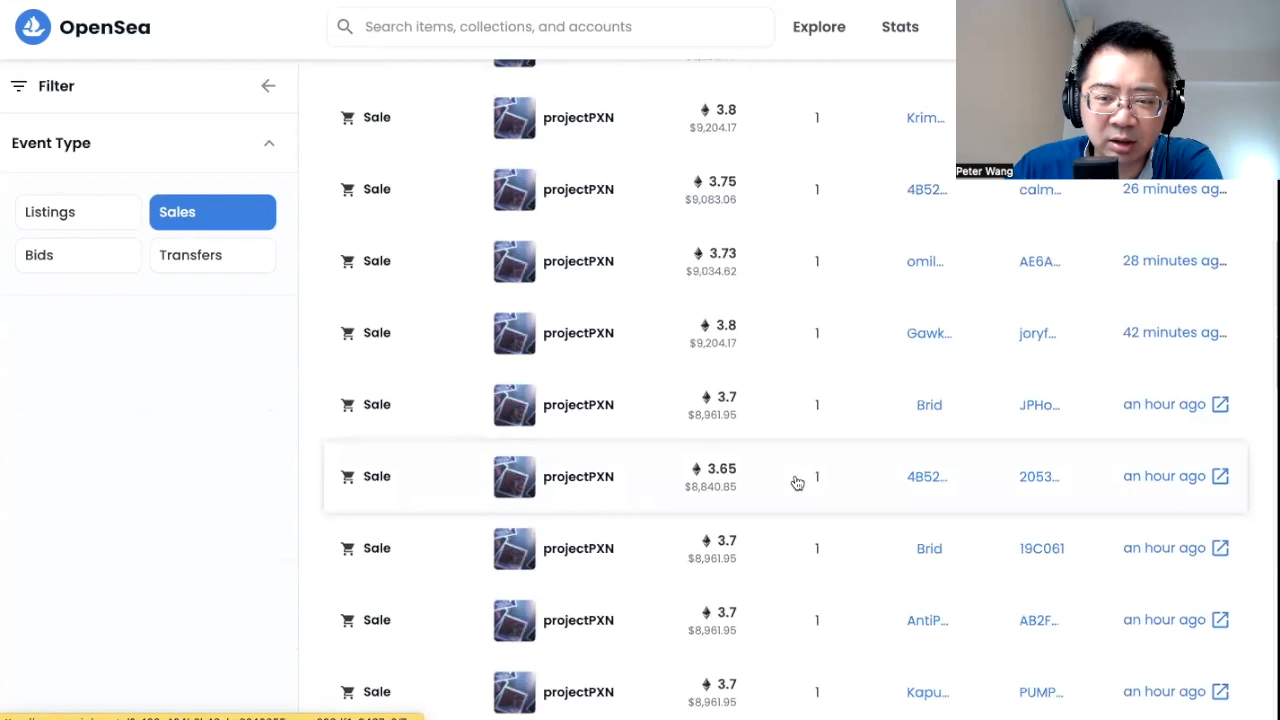 OpenSea
Search items, collections, and accounts
Explore
Stats
Peter Wang
Filter
Event Type
Listings
Sales
Bids
Transfers
Sale projectPXN 3.8 1 Krim...
$9,204.17
Sale projectPXN 3.75 1 4B52... calm... 26 minutes ag...
$9,083.06
Sale projectPXN 3.73 1 omil... AE6A... 28 minutes ag...
$9,034.62
Sale projectPXN 3.8 1 Gawk... joryf... 42 minutes ag...
$9,204.17
Sale projectPXN 3.7 1 Brid JPHo... an hour ago
$8,961.95
Sale projectPXN 3.65 1 4B52... 2053... an hour ago
$8,840.85
Sale projectPXN 3.7 1 Brid 19C061 an hour ago
$8,961.95
Sale projectPXN 3.7 1 AntiP... AB2F... an hour ago
$8,961.95
Sale projectPXN 3.7 1 Kapu... PUMP... an hour ago
$8,961.95